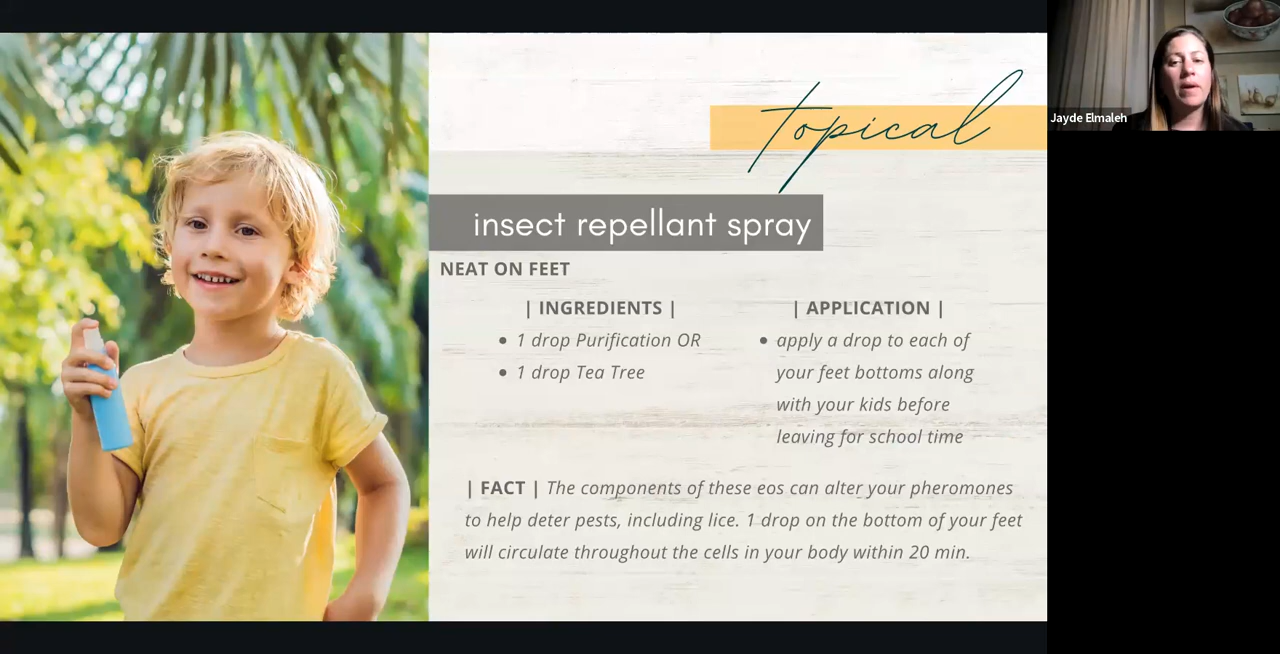 topical
Jayde Elmaleh
insect repellant spray
NEAT ON FEET
| INGREDIENTS |
• 1 drop Purification OR
• 1 drop Tea Tree
| APPLICATION |
• apply a drop to each of
your feet bottoms along
with your kids before
leaving for school time
| FACT | The components of these eos can alter your pheromones
to help deter pests, including lice. 1 drop on the bottom of your feet
will circulate throughout the cells in your body within 20 min.